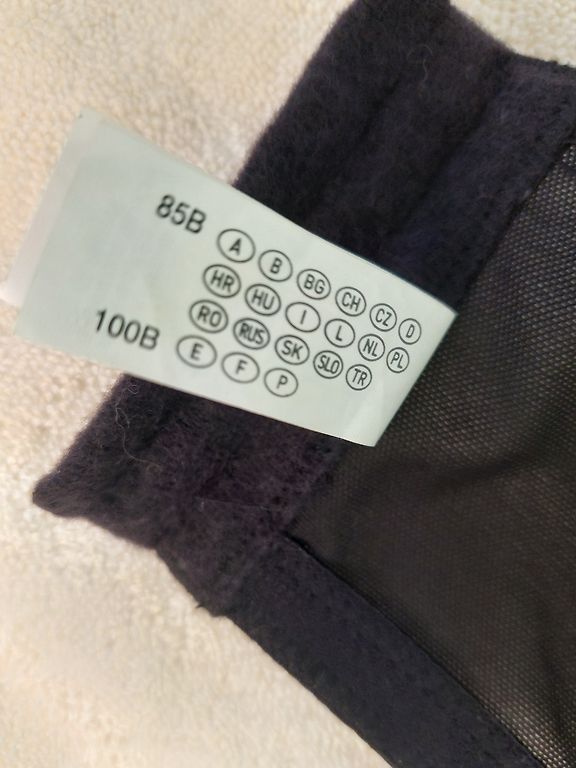 85B A B BG CH CZ D
HR HU I L NL PL
RO RUS SK SLO TR
100B E F P